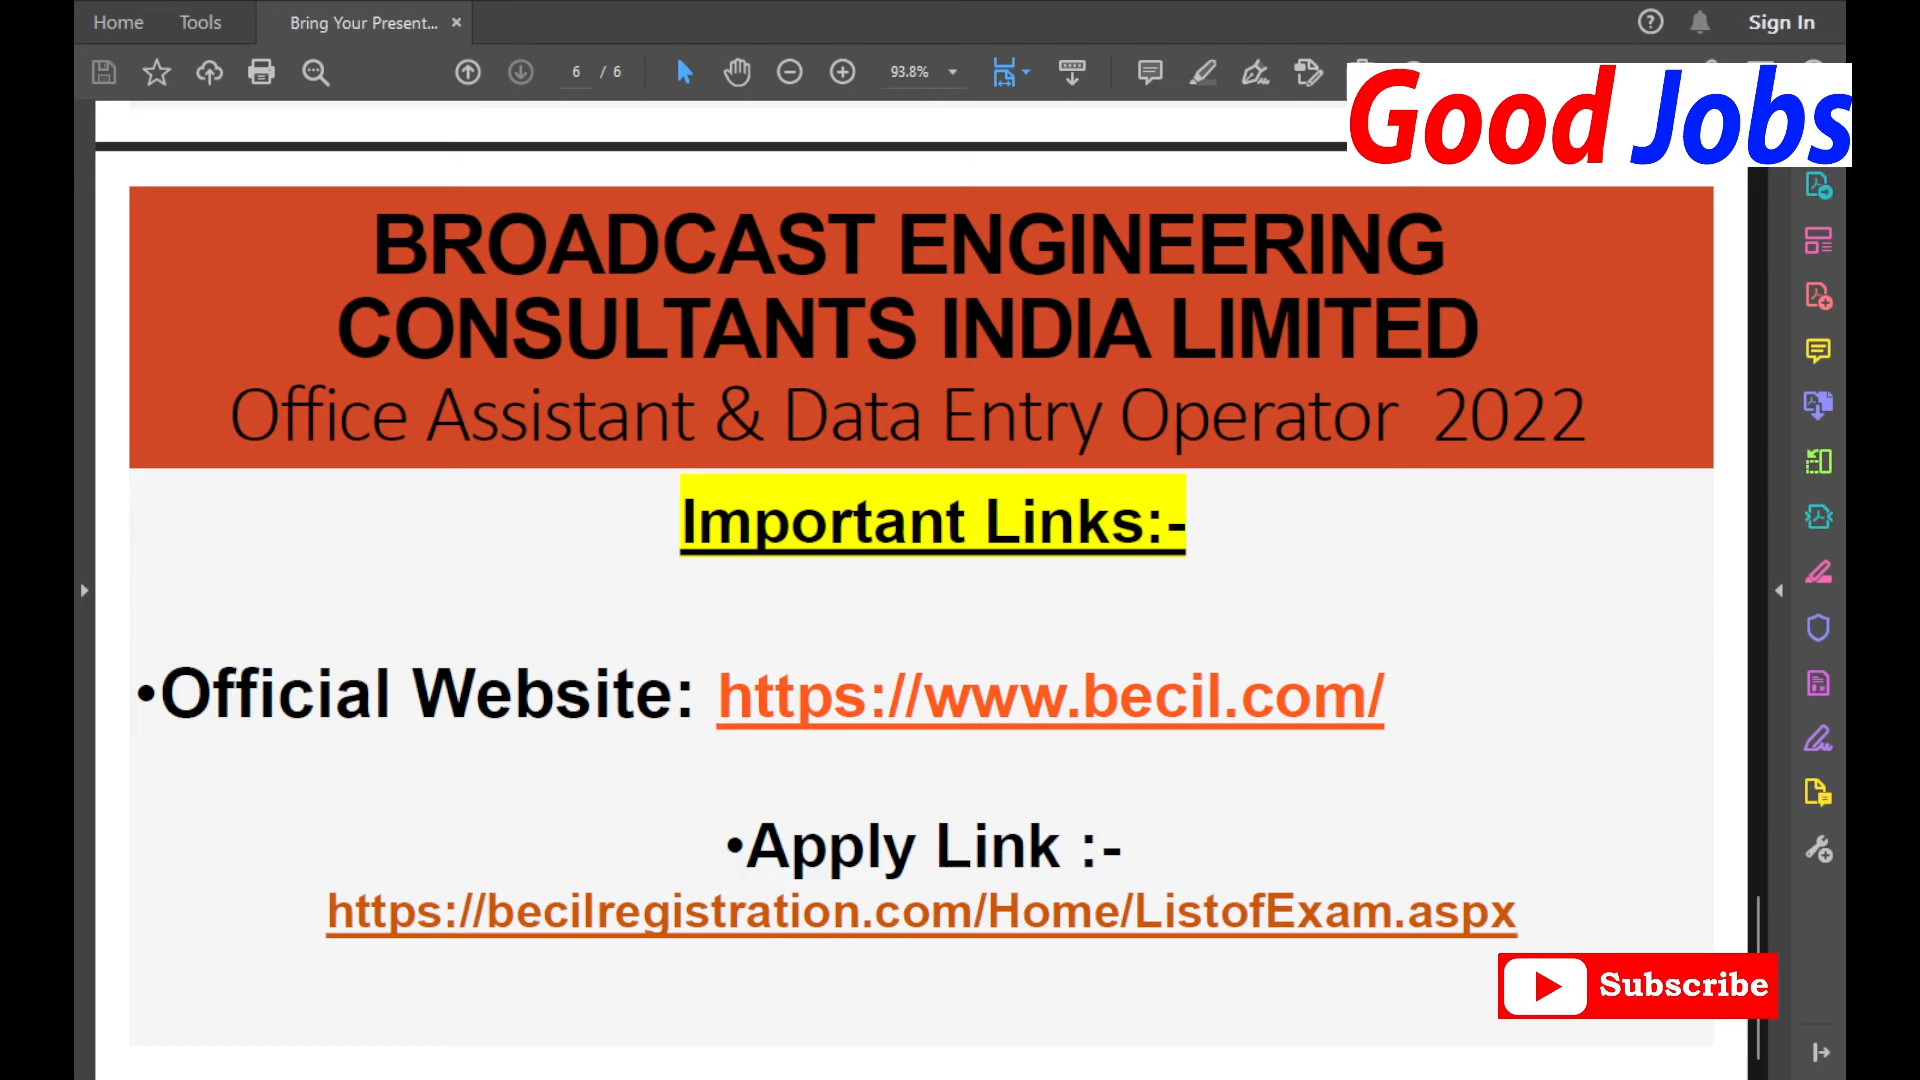 Home Tools Bring Your Present... × ? Sign In
6 / 6 93.8%
Good Jobs
BROADCAST ENGINEERING
CONSULTANTS INDIA LIMITED
Office Assistant & Data Entry Operator 2022
Important Links:-
•Official Website: https://www.becil.com/
•Apply Link :-
https://becilregistration.com/Home/ListofExam.aspx
Subscribe